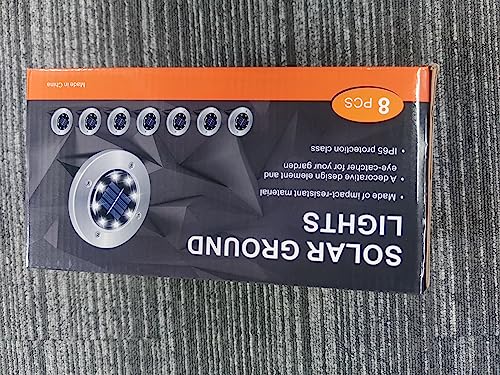 SOLAR GROUND
LIGHTS
• Made of impact-resistant material
• A decorative design element and
eye-catcher for your garden
• IP65 protection class
8 PCS
Made in China